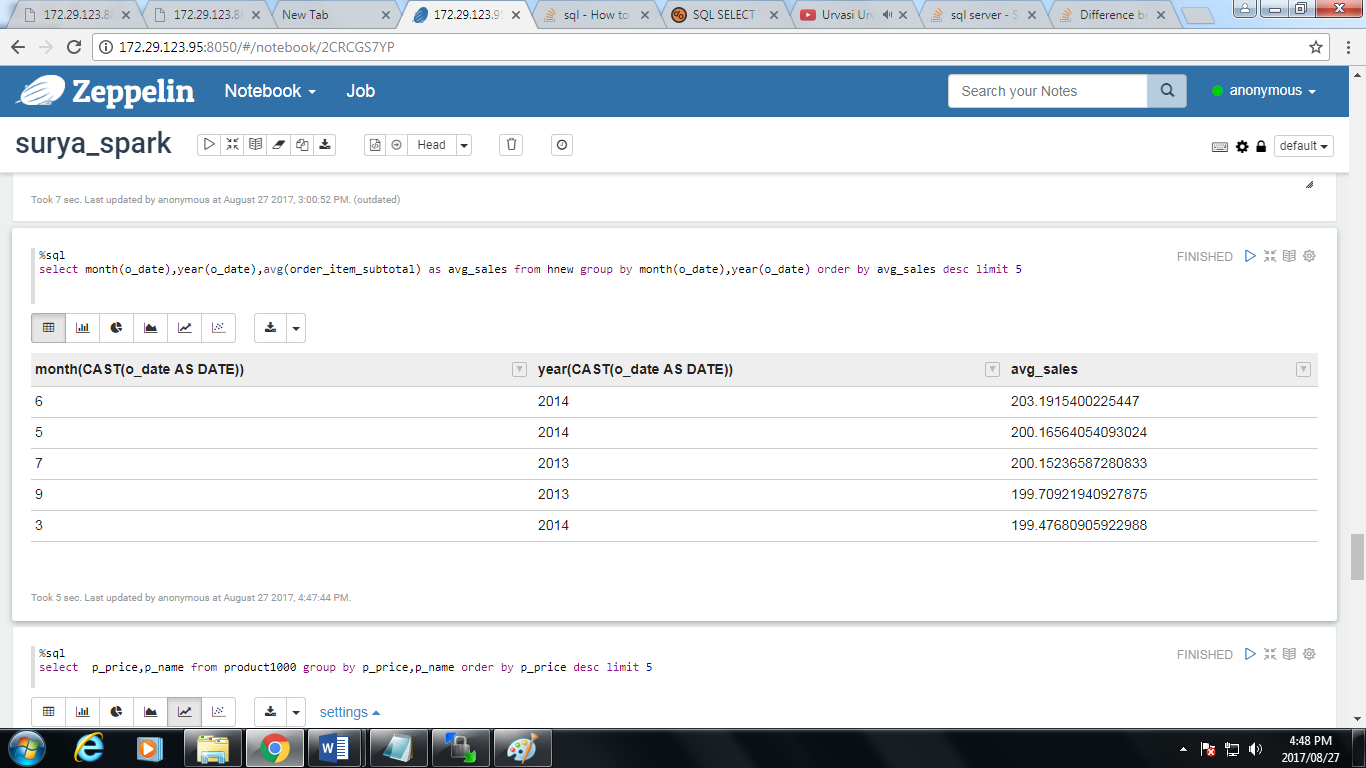 172.29.123.8
172.29.123.8
New Tab
172.29.123.9
sql - How to
SQL SELECT
Urvasi Urv
sql server - S
Difference be
172.29.123.95:8050/#/notebook/2CRCGS7YP
Zeppelin
Notebook
Job
Search your Notes
anonymous
surya_spark
Head
default
Took 7 sec. Last updated by anonymous at August 27 2017, 3:00:52 PM. (outdated)
%sql
FINISHED
select month(o_date),year(o_date),avg(order_item_subtotal) as avg_sales from hnew group by month(o_date),year(o_date) order by avg_sales desc limit 5
month(CAST(o_date AS DATE)) year(CAST(o_date AS DATE)) avg_sales
6 2014 203.1915400225447
5 2014 200.16564054093024
7 2013 200.15236587280833
9 2013 199.70921940927875
3 2014 199.47680905922988
Took 5 sec. Last updated by anonymous at August 27 2017, 4:47:44 PM.
%sql
FINISHED
select  p_price,p_name from product1000 group by p_price,p_name order by p_price desc limit 5
settings
4:48 PM
2017/08/27